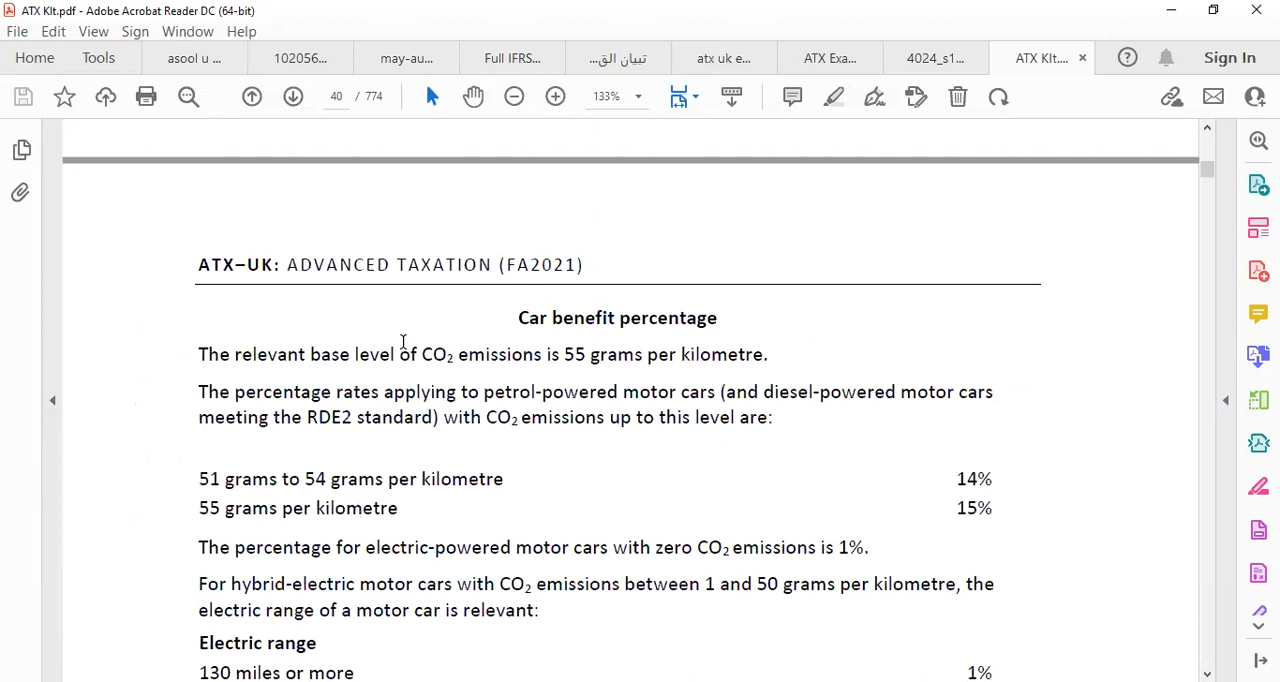 ATX KIt.pdf - Adobe Acrobat Reader DC (64-bit)
File Edit View Sign Window Help
Home Tools asool u ... 102056... may-au... Full IFRS... تبيان الق... atx uk e... ATX Exa... 4024_s1... ATX KIt.... Sign In
40 / 774 133%
ATX–UK: ADVANCED TAXATION (FA2021)
Car benefit percentage
The relevant base level of CO₂ emissions is 55 grams per kilometre.
The percentage rates applying to petrol-powered motor cars (and diesel-powered motor cars
meeting the RDE2 standard) with CO₂ emissions up to this level are:
51 grams to 54 grams per kilometre 14%
55 grams per kilometre 15%
The percentage for electric-powered motor cars with zero CO₂ emissions is 1%.
For hybrid-electric motor cars with CO₂ emissions between 1 and 50 grams per kilometre, the
electric range of a motor car is relevant:
Electric range
130 miles or more 1%